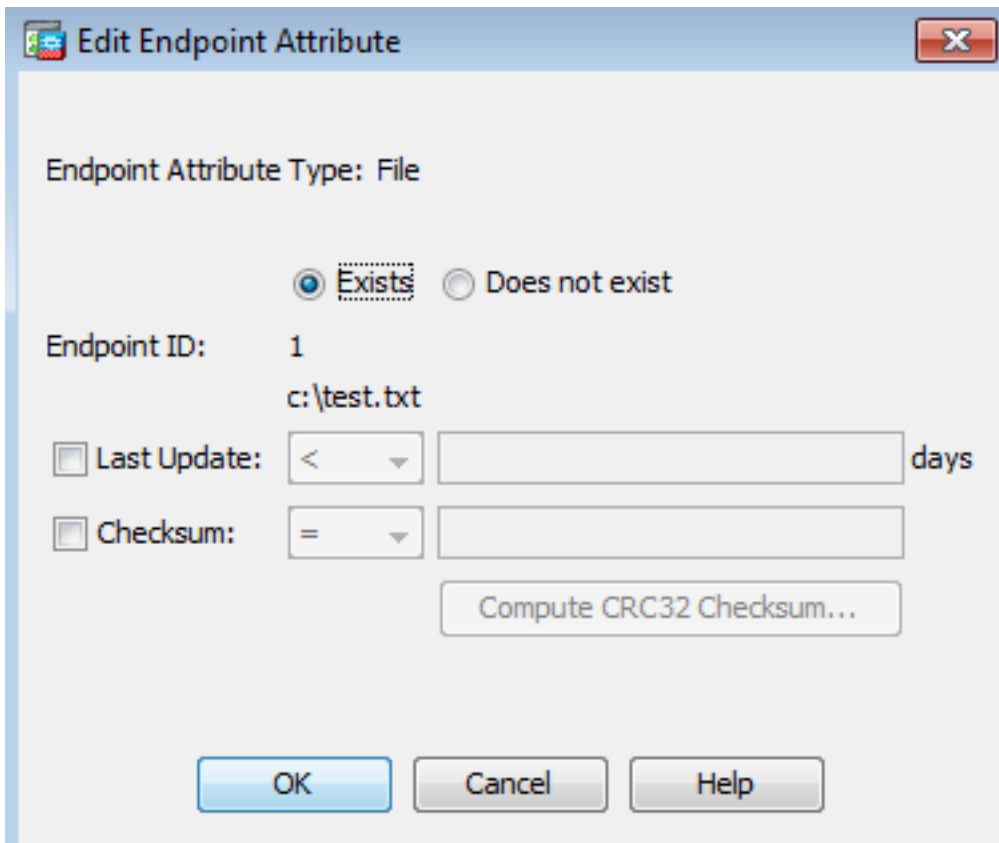 Edit Endpoint Attribute
Endpoint Attribute Type: File
Exists Does not exist
Endpoint ID: 1
c:\test.txt
Last Update: < days
Checksum: =
Compute CRC32 Checksum...
OK Cancel Help